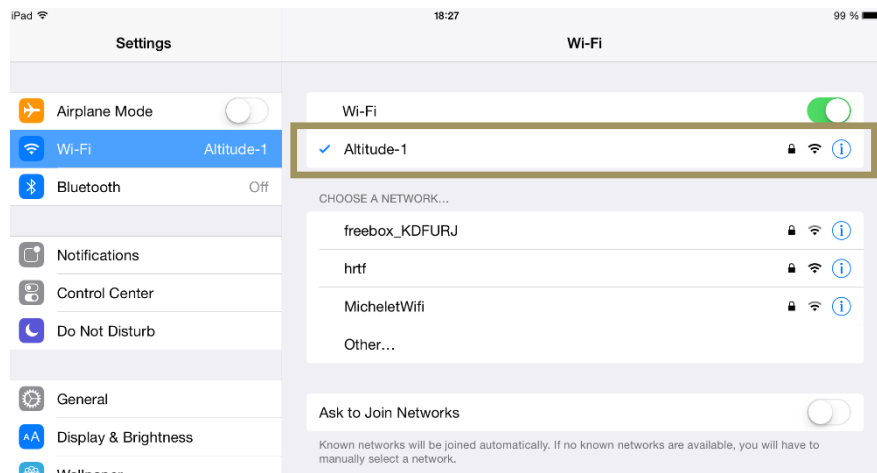 iPad 18:27 99 %
Settings
Wi-Fi
Airplane Mode
Wi-Fi Altitude-1
Bluetooth Off
Notifications
Control Center
Do Not Disturb
General
AA Display & Brightness
Wi-Fi
Altitude-1
CHOOSE A NETWORK...
freebox_KDFURJ
hrtf
MicheletWifi
Other...
Ask to Join Networks
Known networks will be joined automatically. If no known networks are available, you will have to
manually select a network.